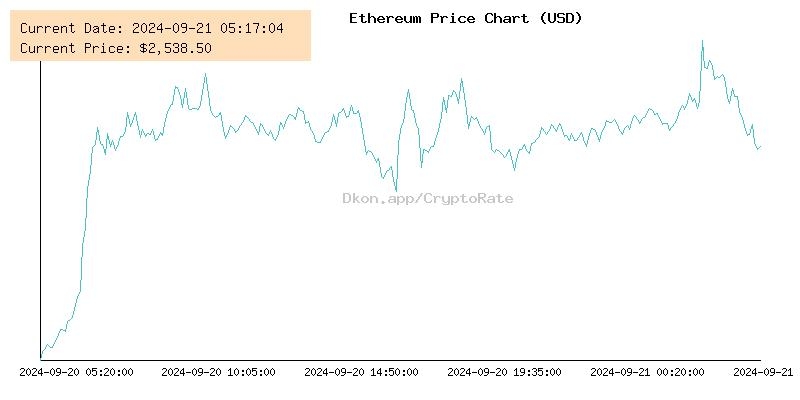 Ethereum Price Chart (USD)
Current Date: 2024-09-21 05:17:04
Current Price: $2,538.50
Dkon.app/CryptoRate
2024-09-20 05:20:00 2024-09-20 10:05:00 2024-09-20 14:50:00 2024-09-20 19:35:00 2024-09-21 00:20:00 2024-09-21